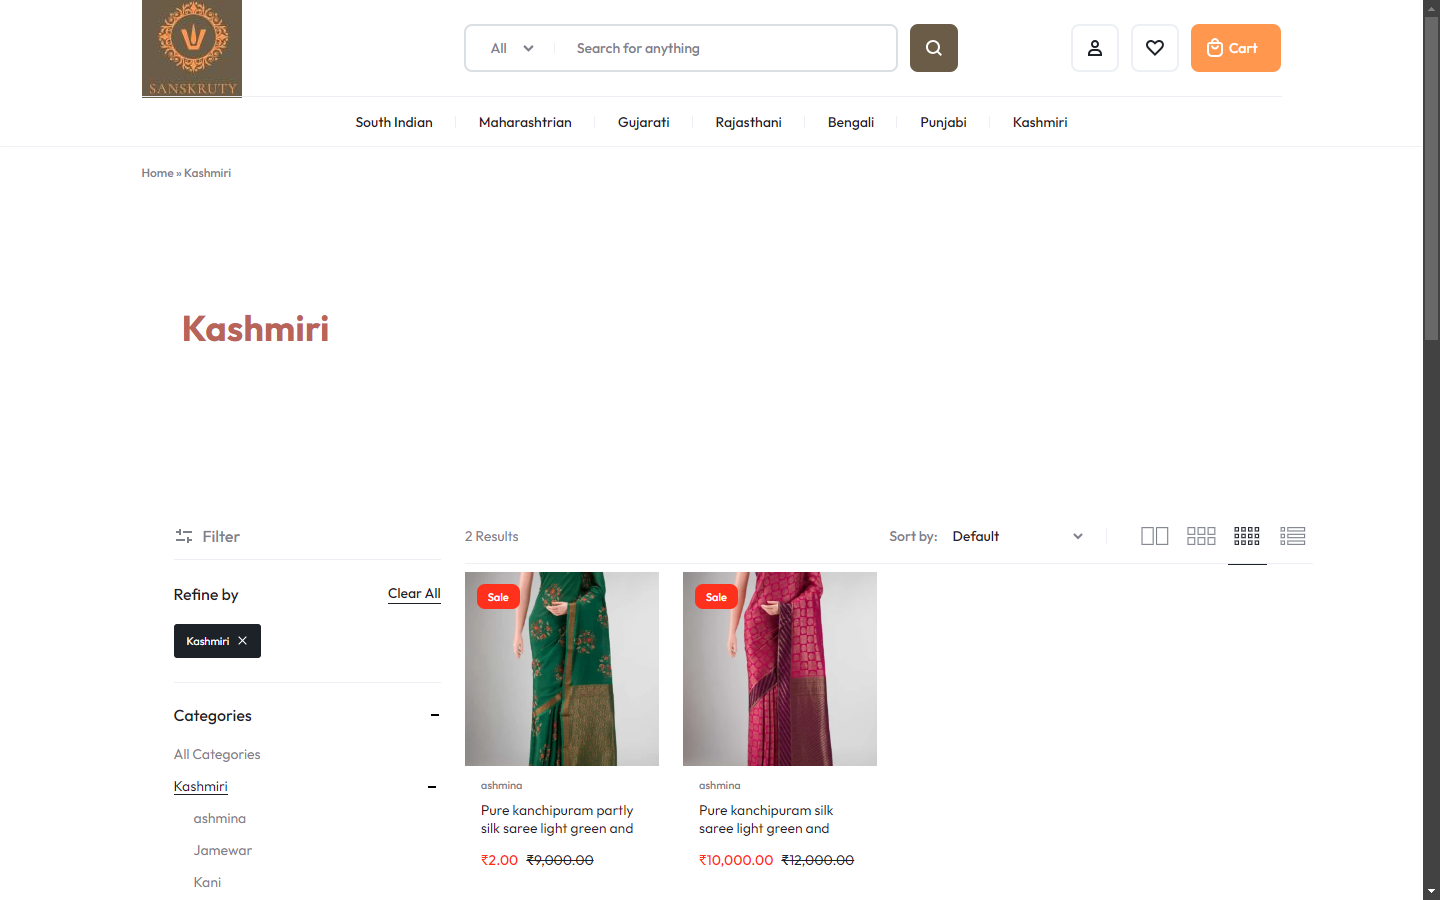 SANSKRUTY
All
Search for anything
Cart
South Indian
Maharashtrian
Gujarati
Rajasthani
Bengali
Punjabi
Kashmiri
Home » Kashmiri
Kashmiri
Filter
2 Results
Sort by: Default
Refine by
Clear All
Kashmiri
Categories
All Categories
Kashmiri
ashmina
Jamewar
Kani
Sale
ashmina
Pure kanchipuram partly
silk saree light green and
₹2.00 ₹9,000.00
Sale
ashmina
Pure kanchipuram silk
saree light green and
₹10,000.00 ₹12,000.00